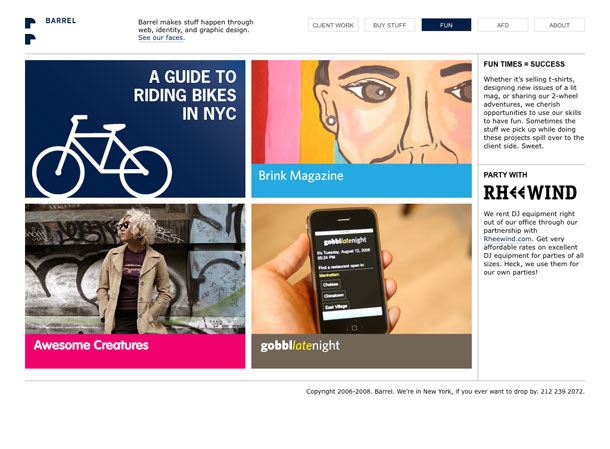 BARREL
Barrel makes stuff happen through
web, identity, and graphic design.
See our faces.
CLIENT WORK
BUY STUFF
FUN
AFD
ABOUT
A GUIDE TO
RIDING BIKES
IN NYC
Brink Magazine
Awesome Creatures
gobbllatenight
It's Tuesday, August 12, 2008
05:24 PM
Find a restaurant open in:
Manhattan:
Chelsea
Chinatown
East Village
gobbllatenight
FUN TIMES = SUCCESS
Whether it's selling t-shirts,
designing new issues of a lit
mag, or sharing our 2-wheel
adventures, we cherish
opportunities to use our skills
to have fun. Sometimes the
stuff we pick up while doing
these projects spill over to the
client side. Sweet.
PARTY WITH
RHEEWIND
We rent DJ equipment right
out of our office through our
partnership with
Rheewind.com. Get very
affordable rates on excellent
DJ equipment for parties of all
sizes. Heck, we use them for
our own parties!
Copyright 2006-2008. Barrel. We're in New York, if you ever want to drop by. 212 239 2072.